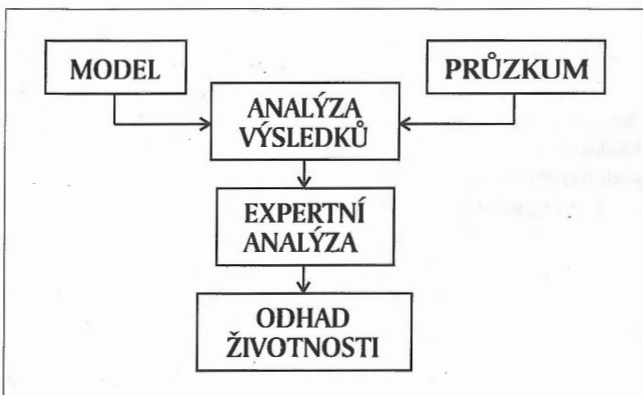 MODEL
PRŮZKUM
ANALÝZA
VÝSLEDKŮ
EXPERTNÍ
ANALÝZA
ODHAD
ŽIVOTNOSTI